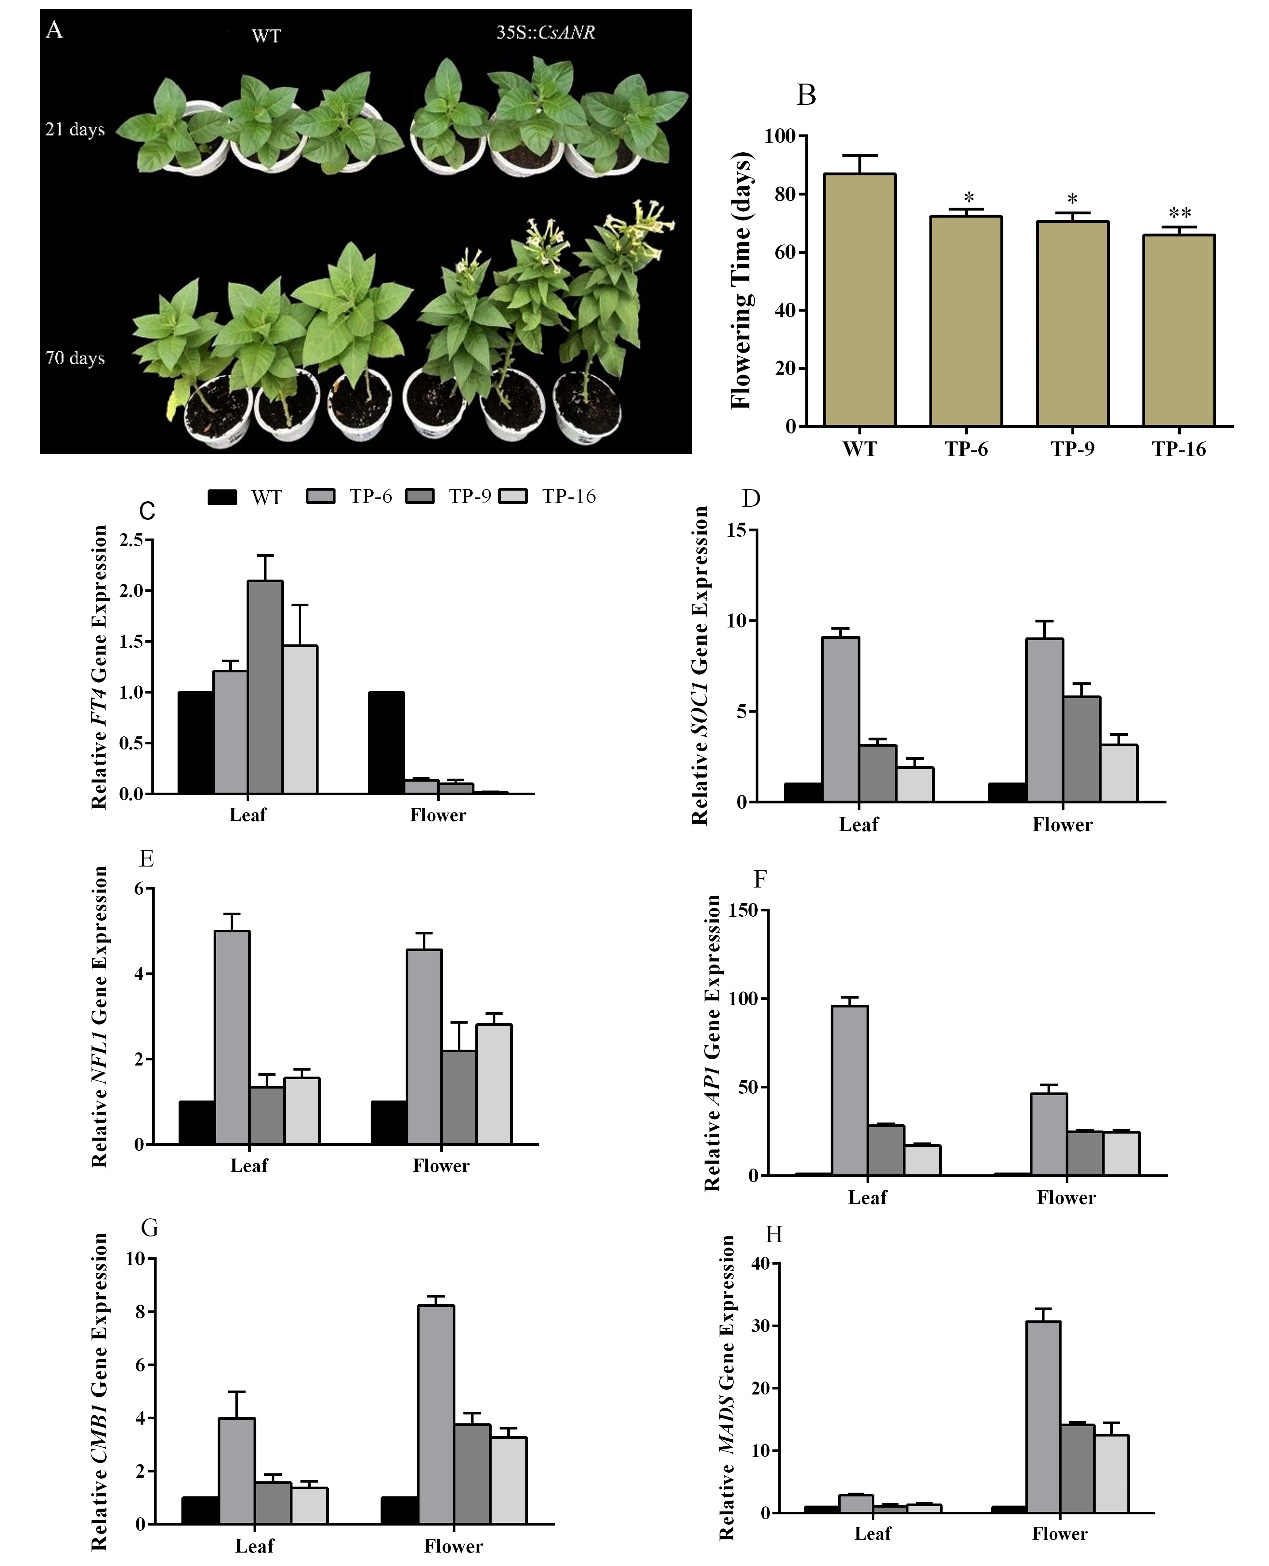 A
WT
35S::CsANR
21 days
70 days
B
Flowering Time (days)
100
80
60
40
20
0
*
*
**
WT
TP-6
TP-9
TP-16
WT
TP-6
TP-9
TP-16
C
Relative FT4 Gene Expression
2.5
2.0
1.5
1.0
0.5
0.0
Leaf
Flower
D
Relative SOC1 Gene Expression
15
10
5
0
Leaf
Flower
E
Relative NFL1 Gene Expression
6
4
2
0
Leaf
Flower
F
Relative AP1 Gene Expression
150
100
50
0
Leaf
Flower
G
Relative CMB1 Gene Expression
10
8
6
4
2
0
Leaf
Flower
H
Relative MADS Gene Expression
40
30
20
10
0
Leaf
Flower